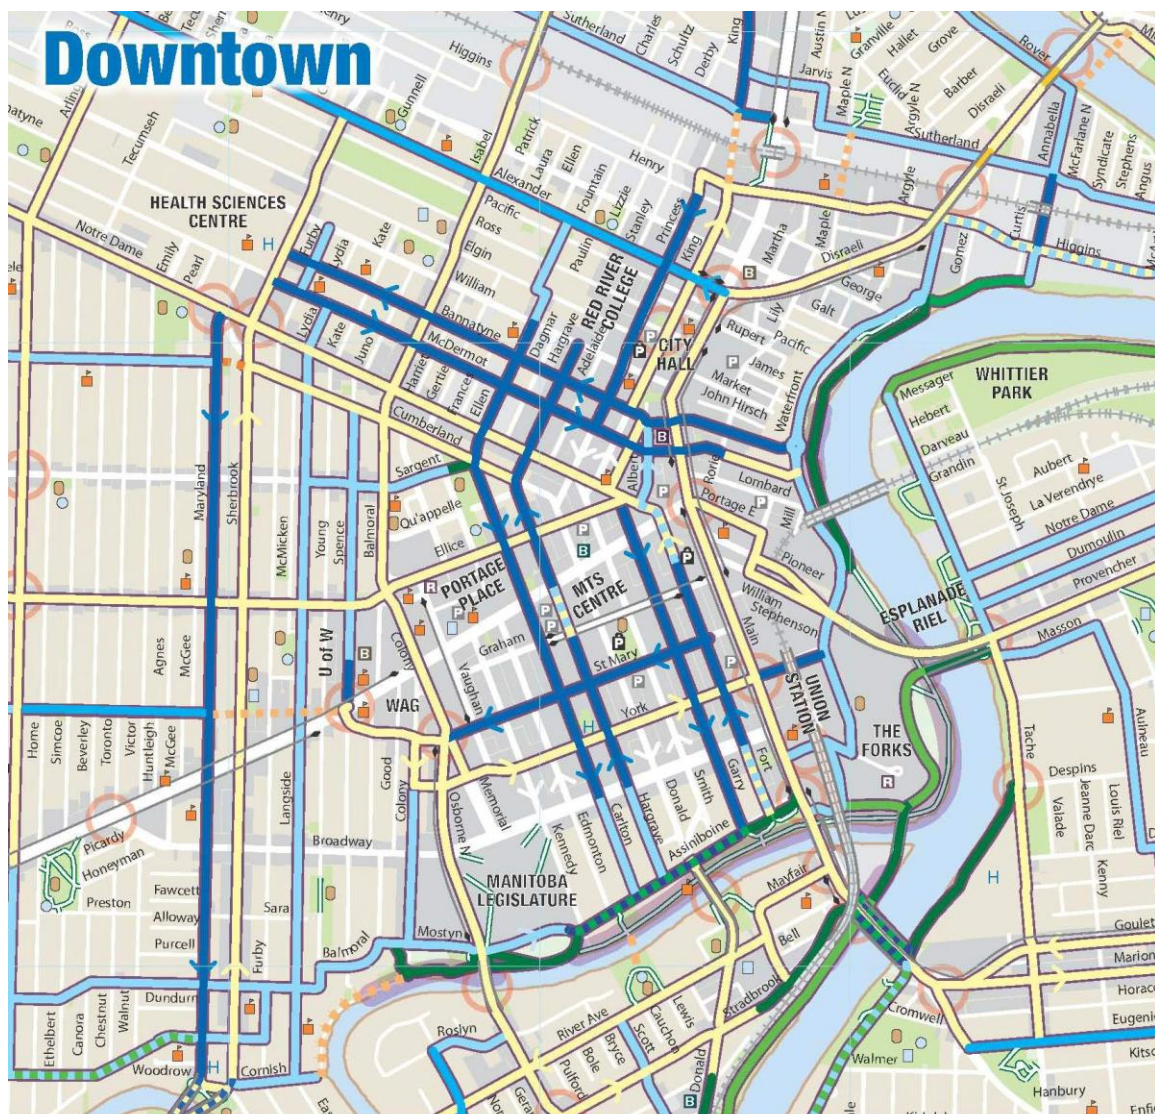 Downtown
Henry
Higgins
Sutherland
Charles
Schultz
Derby
King
Austin N
Granville
Hallet
Grove
Rover
Jarvis
Maple N
Euclid
Argyle N
Barber
Disraeli
Sutherland
Annabella
McFarlane N
Syndicate
Stephens
Angus
Tecumseh
Gunnell
Isabel
Patrick
Laura
Ellen
Fountain
Henry
Lizzie
Stanley
Princess
Alexander
Pacific
Ross
Elgin
William
Paulin
King
Martha
Maple
Argyle
Disraeli
Gomez
Curtis
Higgins
HEALTH SCIENCES
CENTRE
Notre Dame
Emily
Pearl
Furby
Lydia
Kate
Lydia
Kate
Juno
Bannatyne
McDermot
Dagmar
Hargrave
Adelaide
RED RIVER
COLLEGE
CITY
HALL
Lily
Rupert
Pacific
Galt
George
James
Market
John Hirsch
Waterfront
WHITTIER
PARK
Messager
Hebert
Darveau
Grandin
St Joseph
Aubert
La Verendrye
Notre Dame
Dumoulin
Provencher
Masson
Harriet
Gertie
Frances
Ellen
Cumberland
Sargent
Qu'appelle
Ellice
Albert
Rorie
Lombard
Portage E
Mill
Pioneer
Maryland
Sherbrook
McMicken
Young
Spence
Balmoral
PORTAGE
PLACE
MTS
CENTRE
William
Stephenson
ESPLANADE
RIEL
Agnes
McGee
U of W
Colony
Vaughan
Graham
St Mary
Main
UNION
STATION
WAG
York
THE
FORKS
Tache
Aulneau
Home
Simcoe
Beverley
Toronto
Victor
Huntleigh
McGee
Langside
Good
Colony
Osborne N
Memorial
Kennedy
Edmonton
Carlton
Hargrave
Donald
Smith
Garry
Fort
Despins
Valade
Jeanne Darc
Louis Riel
Kenny
Picardy
Honeyman
Broadway
Assiniboine
MANITOBA
LEGISLATURE
Mayfair
Bell
Preston
Fawcett
Alloway
Purcell
Sara
Mostyn
Balmoral
Furby
Dundurn
Stradbrook
Goulet
Marion
Horace
Eugenie
Cromwell
Walmer
Hanbury
Ethelbert
Canora
Chestnut
Walnut
Woodrow
Cornish
Roslyn
River Ave
Lewis
Cauchon
Scott
Bryce
Bole
Pulford
Donald